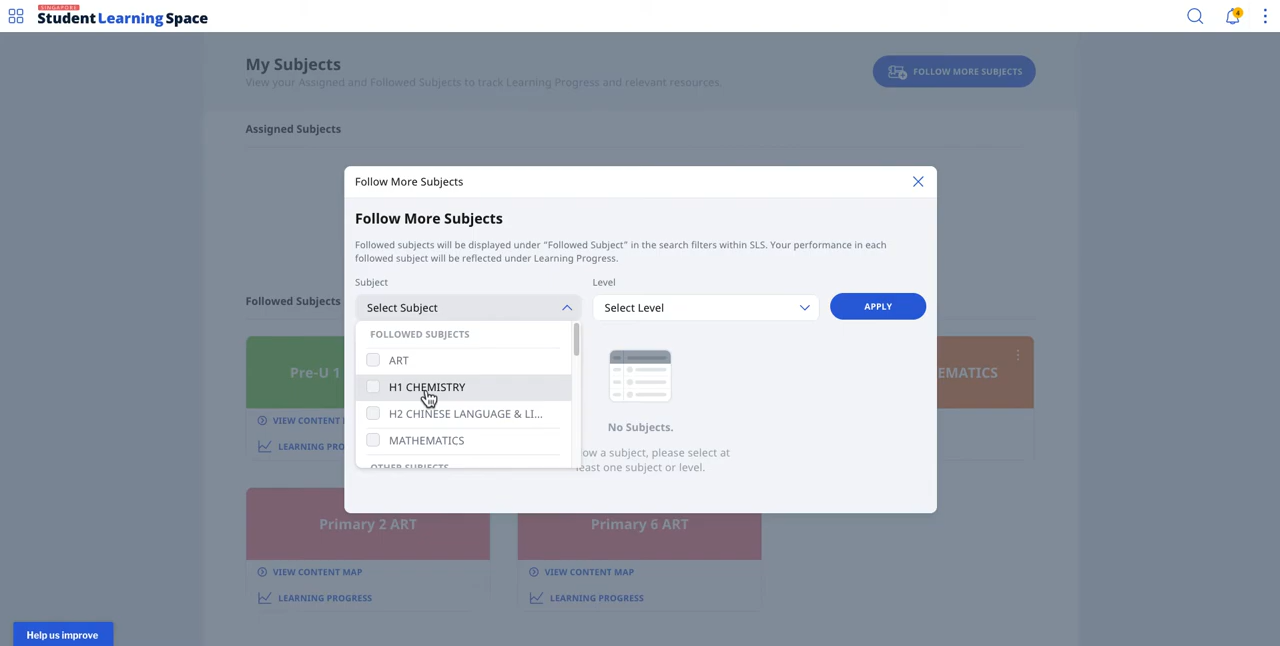 SINGAPORE
Student Learning Space
4
My Subjects
View your Assigned and Followed Subjects to track Learning Progress and relevant resources.
FOLLOW MORE SUBJECTS
Assigned Subjects
Follow More Subjects
Follow More Subjects
Followed subjects will be displayed under "Followed Subject" in the search filters within SLS. Your performance in each
followed subject will be reflected under Learning Progress.
Subject
Level
Select Subject
Select Level
APPLY
FOLLOWED SUBJECTS
ART
H1 CHEMISTRY
H2 CHINESE LANGUAGE & LI...
MATHEMATICS
OTHER SUBJECTS
No Subjects.
ow a subject, please select at
least one subject or level.
Followed Subjects
Pre-U 1
EMATICS
VIEW CONTENT
LEARNING PRO
Primary 2 ART
Primary 6 ART
VIEW CONTENT MAP
VIEW CONTENT MAP
LEARNING PROGRESS
LEARNING PROGRESS
Help us improve